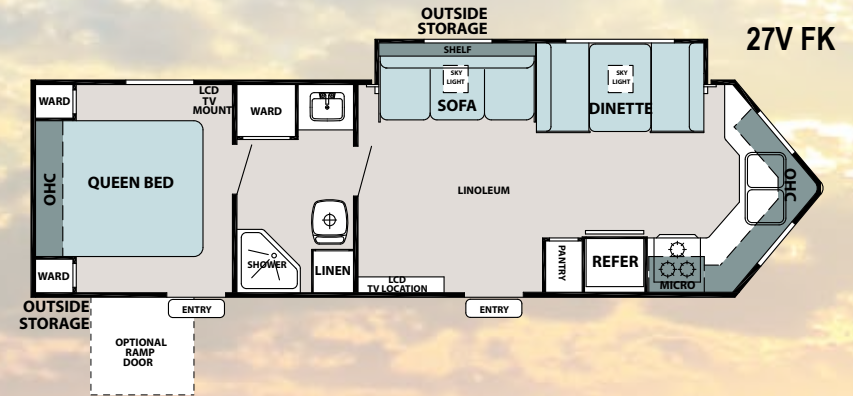 OUTSIDE
STORAGE
27V FK
SHELF
SKY
LIGHT
SKY
LIGHT
SOFA
DINETTE
WARD
LCD
TV
MOUNT
WARD
OHC
QUEEN BED
LINOLEUM
OHC
SHOWER
LINEN
PANTRY
REFER
MICRO
WARD
LCD
TV LOCATION
OUTSIDE
STORAGE
ENTRY
ENTRY
OPTIONAL
RAMP
DOOR